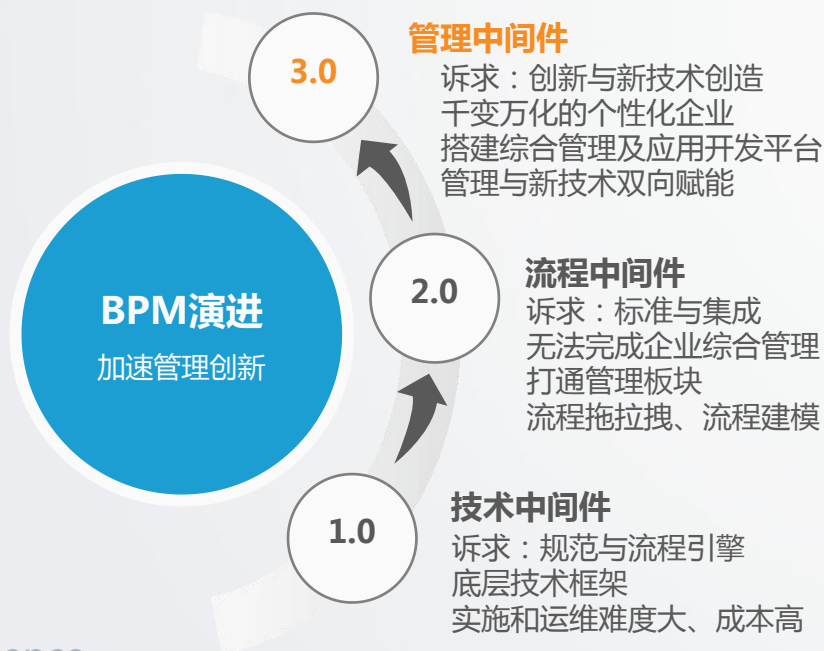 3.0
管理中间件
诉求：创新与新技术创造
千变万化的个性化企业
搭建综合管理及应用开发平台
管理与新技术双向赋能
BPM演进
加速管理创新
2.0
流程中间件
诉求：标准与集成
无法完成企业综合管理
打通管理板块
流程拖拉拽、流程建模
1.0
技术中间件
诉求：规范与流程引擎
底层技术框架
实施和运维难度大、成本高